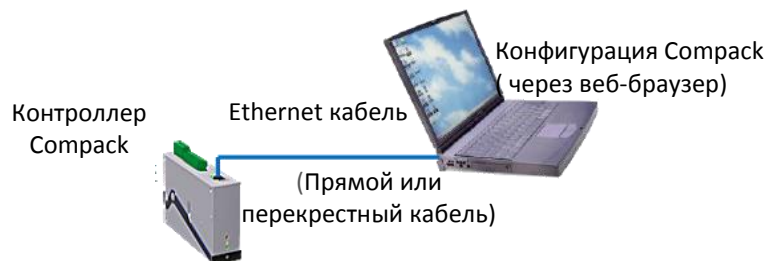 Конфигурация Compack
( через веб-браузер)
Контроллер
Compack
Ethernet кабель
(Прямой или
перекрестный кабель)